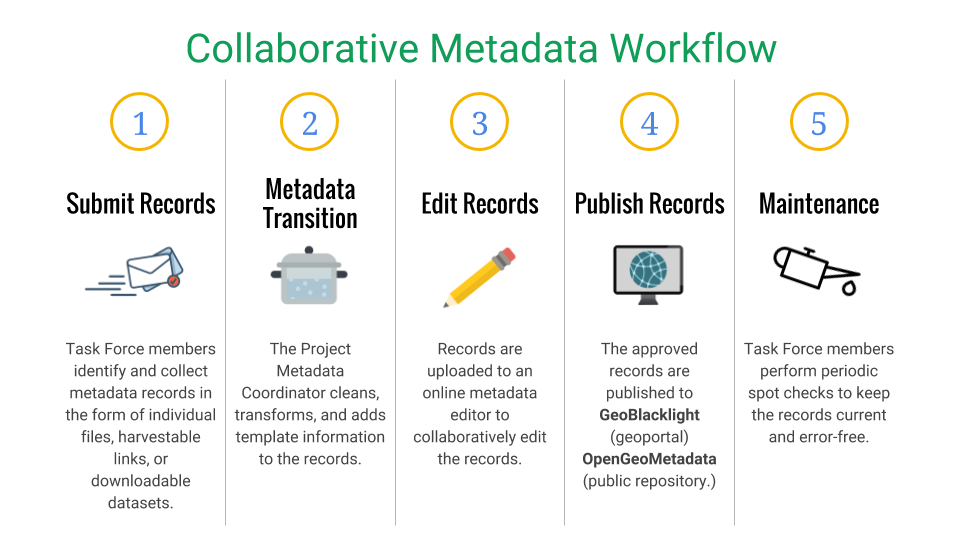 Collaborative Metadata Workflow
1
Submit Records
Task Force members
identify and collect
metadata records in
the form of individual
files, harvestable
links, or
downloadable
datasets.
2
Metadata
Transition
The Project
Metadata
Coordinator cleans,
transforms, and adds
template information
to the records.
3
Edit Records
Records are
uploaded to an
online metadata
editor to
collaboratively edit
the records.
4
Publish Records
The approved
records are
published to
GeoBlacklight
(geoportal)
OpenGeoMetadata
(public repository.)
5
Maintenance
Task Force members
perform periodic
spot checks to keep
the records current
and error-free.